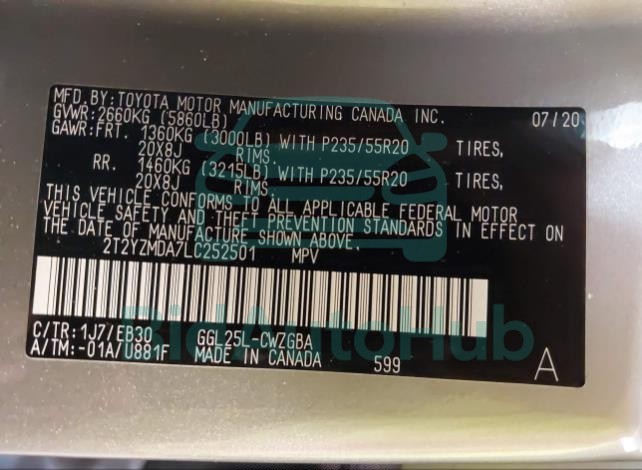 MFD.BY:TOYOTA MOTOR MANUFACTURING CANADA INC. 07/20
GVWR:2660KG (5860LB)
GAWR:FRT. 1360KG (3000LB) WITH P235/55R20 TIRES,
20X8J RIMS.
RR. 1460KG (3215LB) WITH P235/55R20 TIRES,
20X8J RIMS.
THIS VEHICLE CONFORMS TO ALL APPLICABLE FEDERAL MOTOR
VEHICLE SAFETY AND THEFT PREVENTION STANDARDS IN EFFECT ON
THE DATE OF MANUFACTURE SHOWN ABOVE.
2T2YZMDA7LC252501 MPV
C/TR:1J7/EB30 GGL25L-CWZGBA
A/TM:-01A/U881F MADE IN CANADA 599 A
BidAutoHub